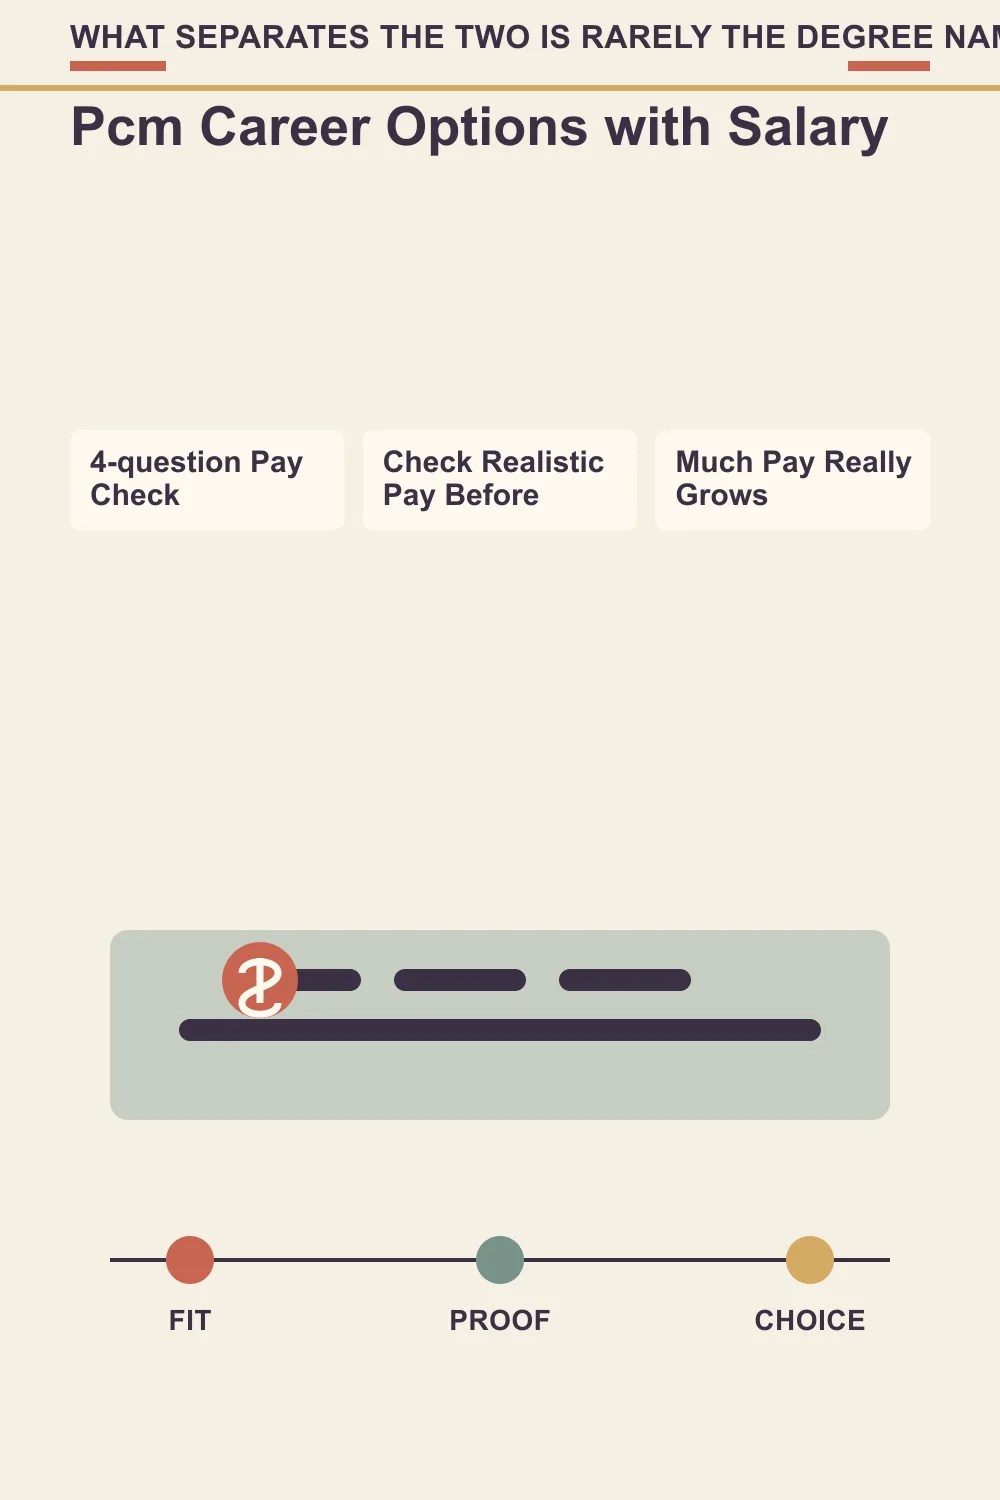 WHAT SEPARATES THE TWO IS RARELY THE DEGREE
Pcm Career Options with Salary
4-question Pay
Check
Check Realistic
Pay Before
Much Pay Really
Grows
FIT
PROOF
CHOICE